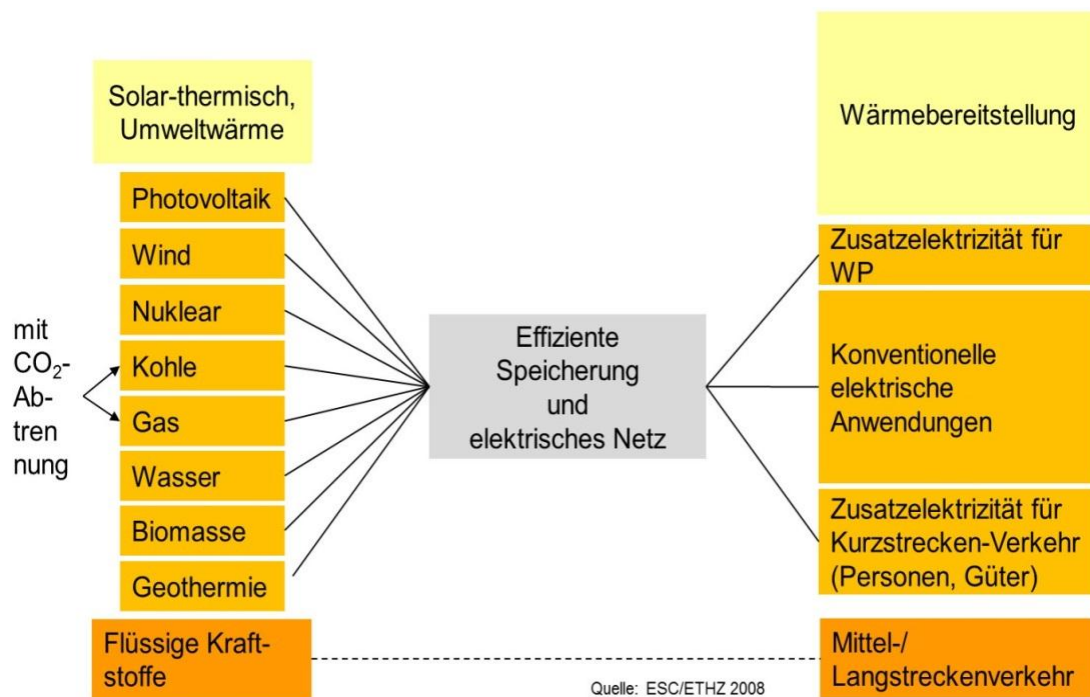 Solar-thermisch,
Umweltwärme
Photovoltaik
Wind
Nuklear
Kohle
Gas
Wasser
Biomasse
Geothermie
Flüssige Kraft-
stoffe
mit
CO₂-
Ab-
tren
nung
Effiziente
Speicherung
und
elektrisches Netz
Wärmebereitstellung
Zusatzelektrizität für
WP
Konventionelle
elektrische
Anwendungen
Zusatzelektrizität für
Kurzstrecken-Verkehr
(Personen, Güter)
Mittel-/
Langstreckenverkehr
Quelle: ESC/ETHZ 2008